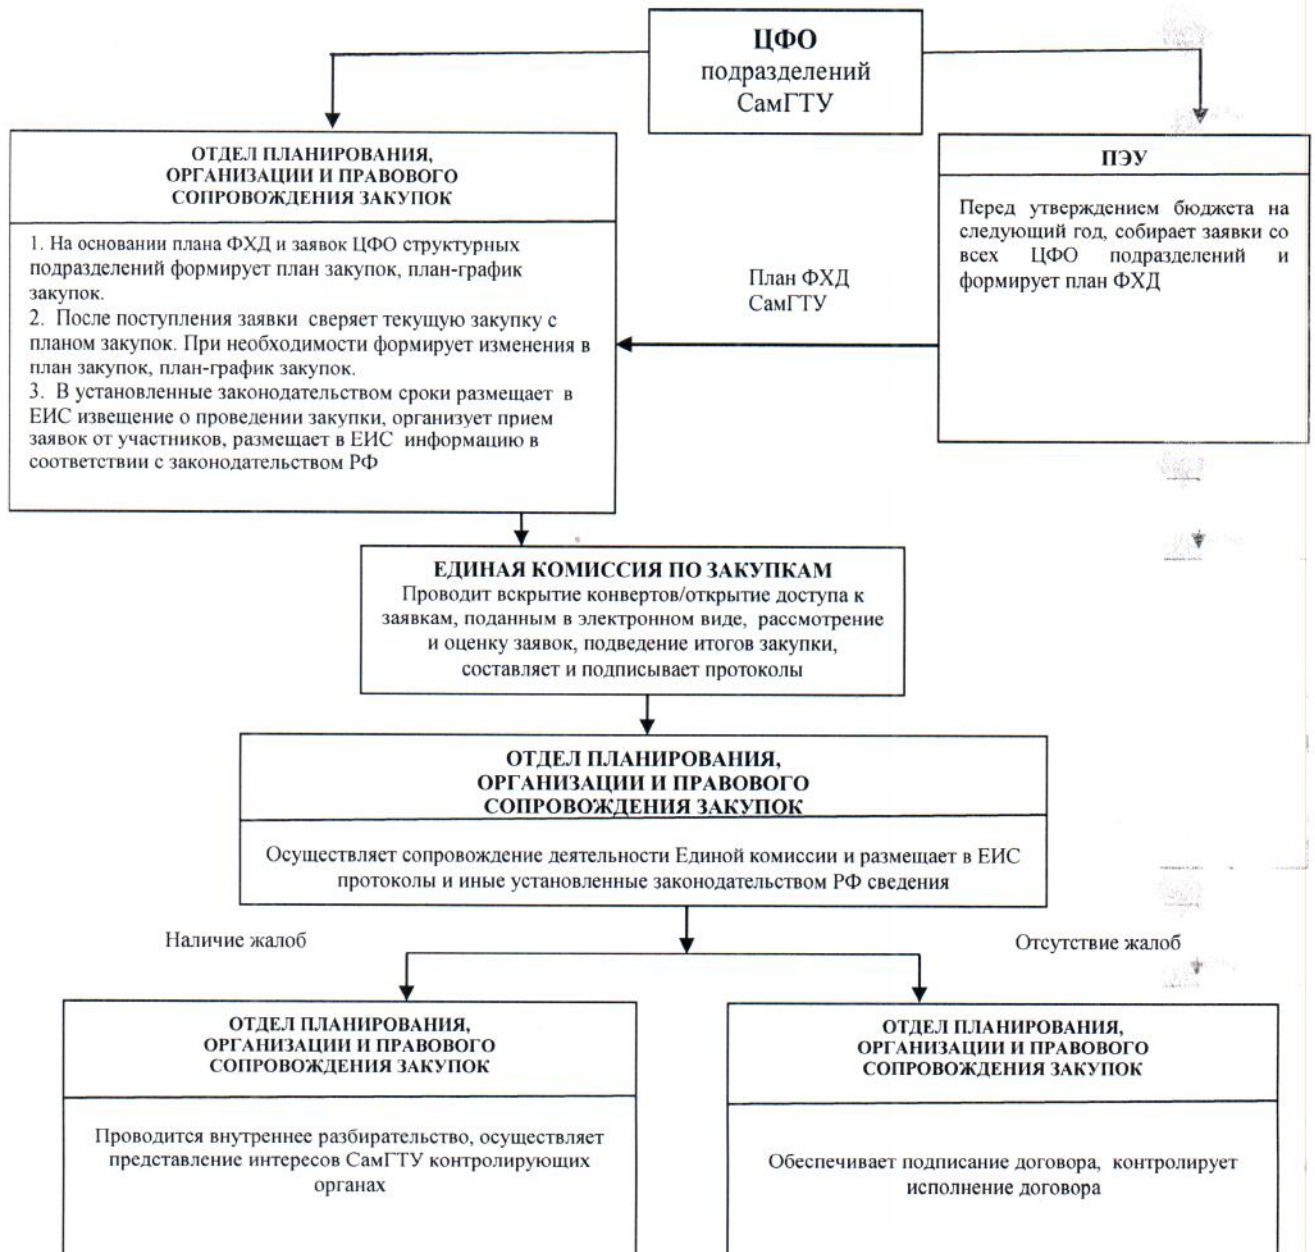 ЦФО
подразделений
СамГТУ
ОТДЕЛ ПЛАНИРОВАНИЯ,
ОРГАНИЗАЦИИ И ПРАВОВОГО
СОПРОВОЖДЕНИЯ ЗАКУПОК
1. На основании плана ФХД и заявок ЦФО структурных
подразделений формирует план закупок, план-график
закупок.
2. После поступления заявки сверяет текущую закупку с
планом закупок. При необходимости формирует изменения в
план закупок, план-график закупок.
3. В установленные законодательством сроки размещает в
ЕИС извещение о проведении закупки, организует прием
заявок от участников, размещает в ЕИС информацию в
соответствии с законодательством РФ
План ФХД
СамГТУ
ПЭУ
Перед утверждением бюджета на
следующий год, собирает заявки со
всех ЦФО подразделений и
формирует план ФХД
ЕДИНАЯ КОМИССИЯ ПО ЗАКУПКАМ
Проводит вскрытие конвертов/открытие доступа к
заявкам, поданным в электронном виде, рассмотрение
и оценку заявок, подведение итогов закупки,
составляет и подписывает протоколы
ОТДЕЛ ПЛАНИРОВАНИЯ,
ОРГАНИЗАЦИИ И ПРАВОВОГО
СОПРОВОЖДЕНИЯ ЗАКУПОК
Осуществляет сопровождение деятельности Единой комиссии и размещает в ЕИС
протоколы и иные установленные законодательством РФ сведения
Наличие жалоб
Отсутствие жалоб
ОТДЕЛ ПЛАНИРОВАНИЯ,
ОРГАНИЗАЦИИ И ПРАВОВОГО
СОПРОВОЖДЕНИЯ ЗАКУПОК
Проводится внутреннее разбирательство, осуществляет
представление интересов СамГТУ контролирующих
органах
ОТДЕЛ ПЛАНИРОВАНИЯ,
ОРГАНИЗАЦИИ И ПРАВОВОГО
СОПРОВОЖДЕНИЯ ЗАКУПОК
Обеспечивает подписание договора, контролирует
исполнение договора